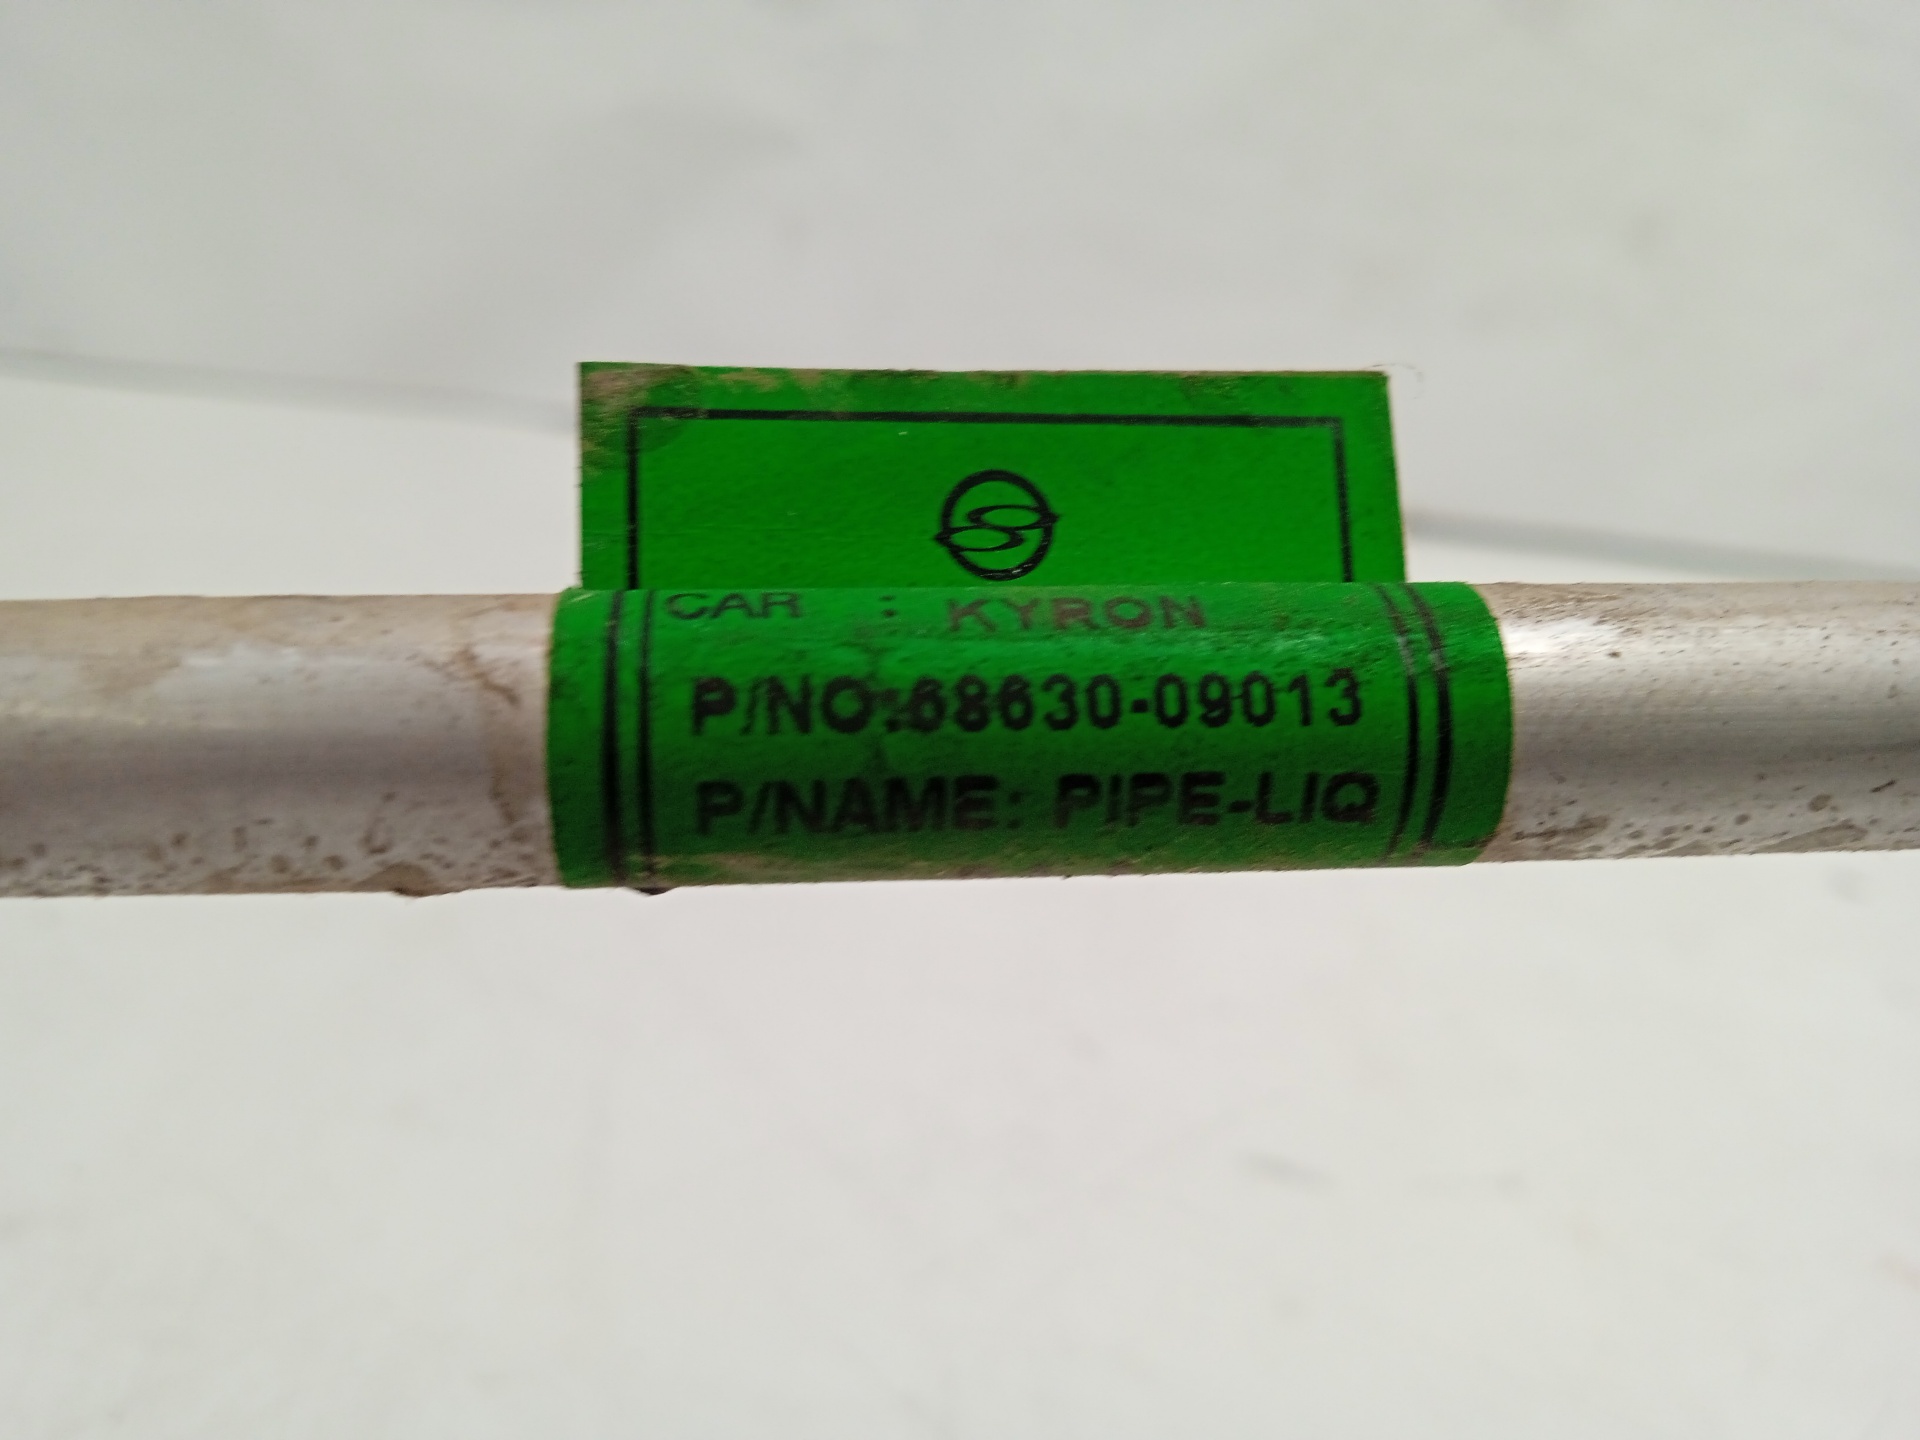 CAR : KYRON
P/NO:68630-09013
P/NAME: PIPE-LIQ